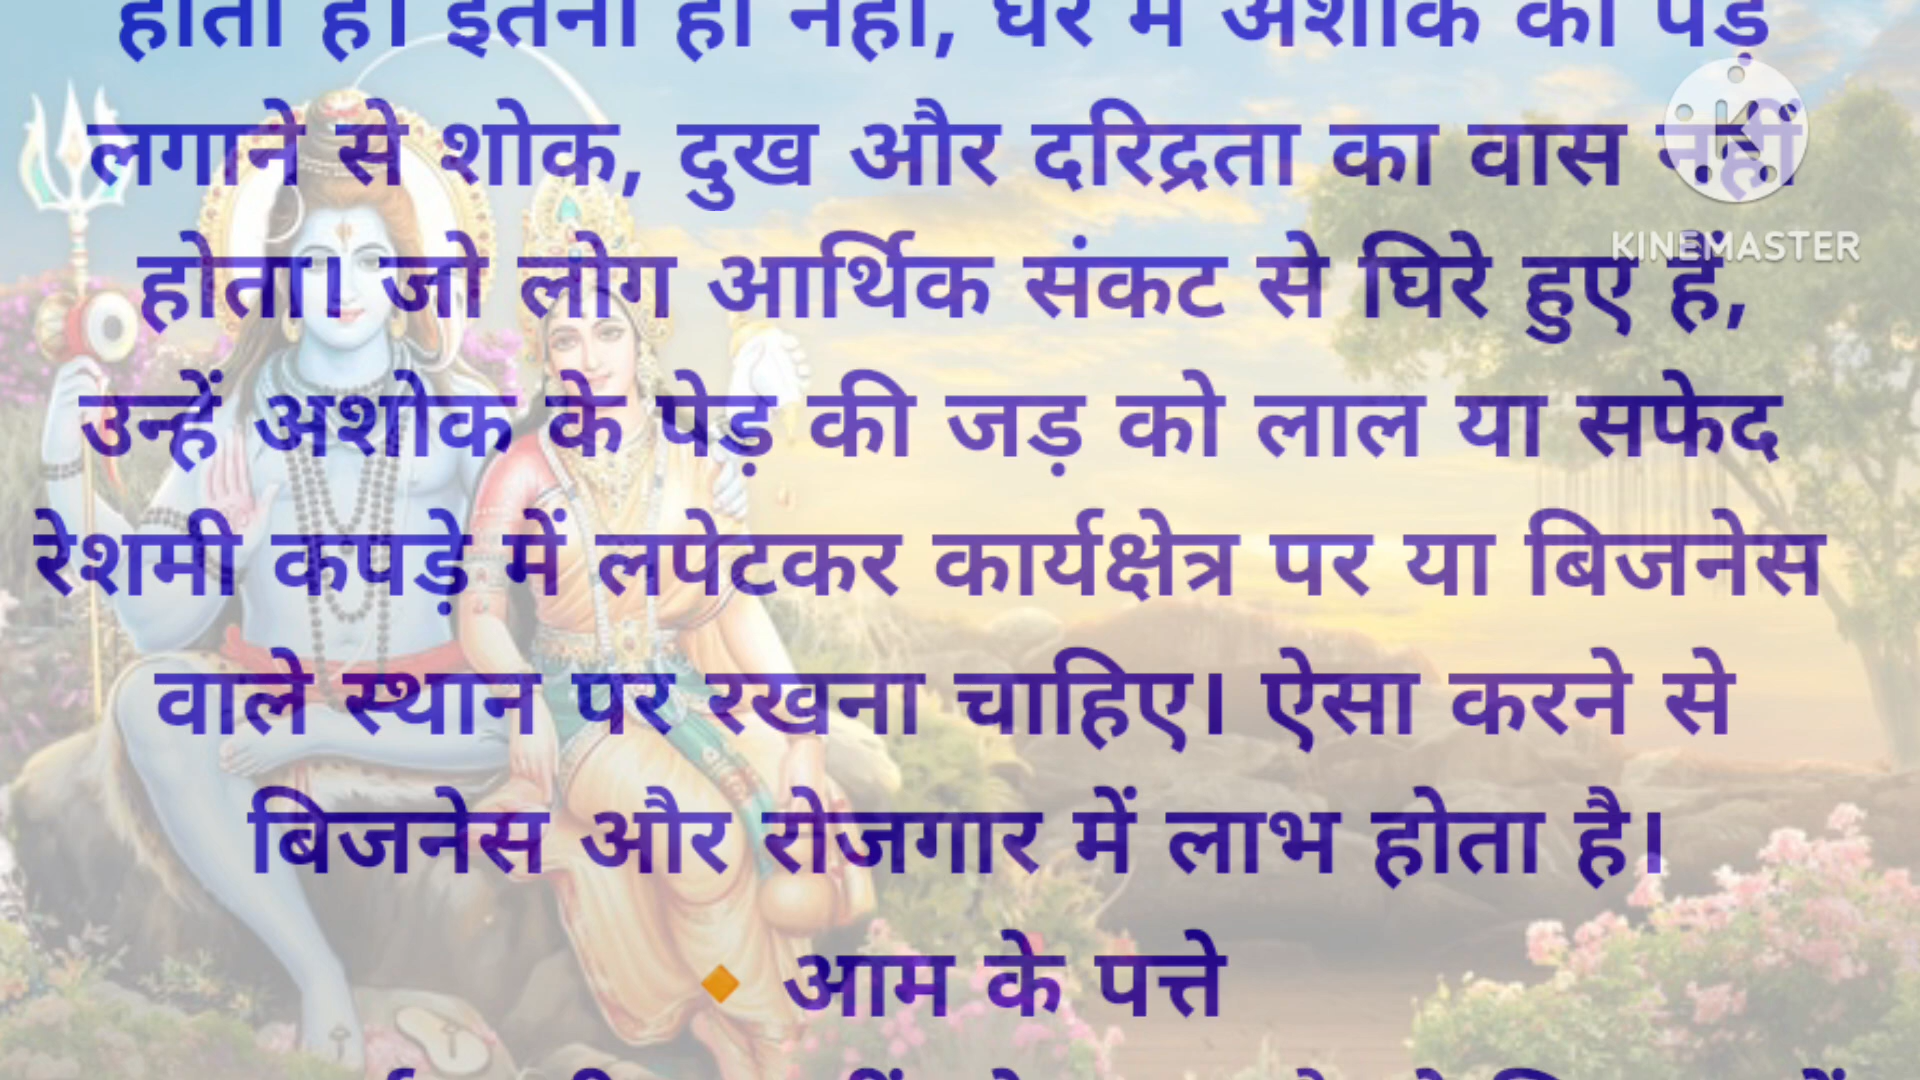 होता है। इतना ही नहीं, घर में अशोक का पेड़
लगाने से शोक, दुख और दरिद्रता का वास नहीं
होता। जो लोग आर्थिक संकट से घिरे हुए हैं,
उन्हें अशोक के पेड़ की जड़ को लाल या सफेद
रेशमी कपड़े में लपेटकर कार्यक्षेत्र पर या बिजनेस
वाले स्थान पर रखना चाहिए। ऐसा करने से
बिजनेस और रोजगार में लाभ होता है।
🔸 आम के पत्ते
K
KINEMASTER